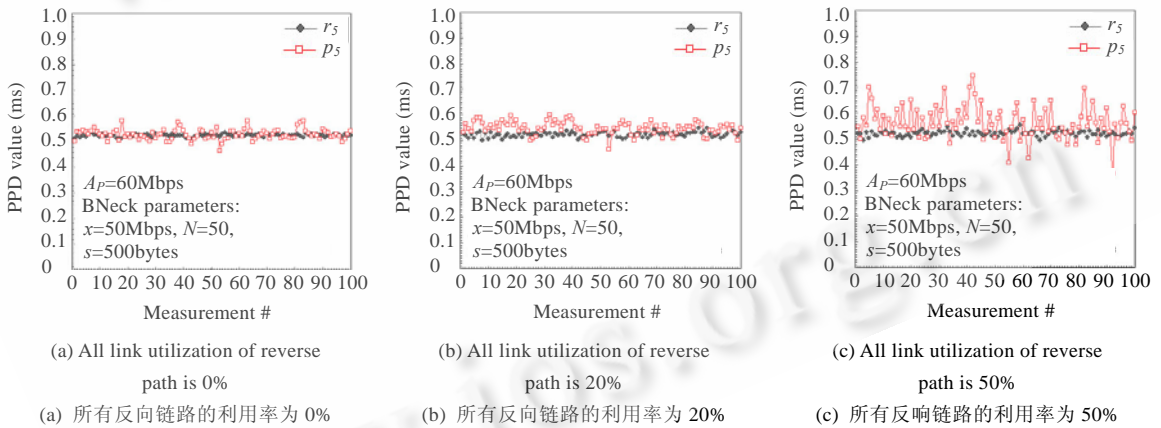 1.0
0.9
0.8
0.7
0.6
0.5
0.4
0.3
0.2
0.1
0
PPD value (ms)
r₅
p₅
A_P=60Mbps
BNeck parameters:
x=50Mbps, N=50,
s=500bytes
0 10 20 30 40 50 60 70 80 90 100
Measurement #
(a) All link utilization of reverse
path is 0%
(a) 所有反向链路的利用率为 0%
1.0
0.9
0.8
0.7
0.6
0.5
0.4
0.3
0.2
0.1
0
PPD value (ms)
r₅
p₅
A_P=60Mbps
BNeck parameters:
x=50Mbps, N=50,
s=500bytes
0 10 20 30 40 50 60 70 80 90 100
Measurement #
(b) All link utilization of reverse
path is 20%
(b) 所有反向链路的利用率为 20%
1.0
0.9
0.8
0.7
0.6
0.5
0.4
0.3
0.2
0.1
0
PPD value (ms)
r₅
p₅
A_P=60Mbps
BNeck parameters:
x=50Mbps, N=50,
s=500bytes
0 10 20 30 40 50 60 70 80 90 100
Measurement #
(c) All link utilization of reverse
path is 50%
(c) 所有反响链路的利用率为 50%
ios.org.cn